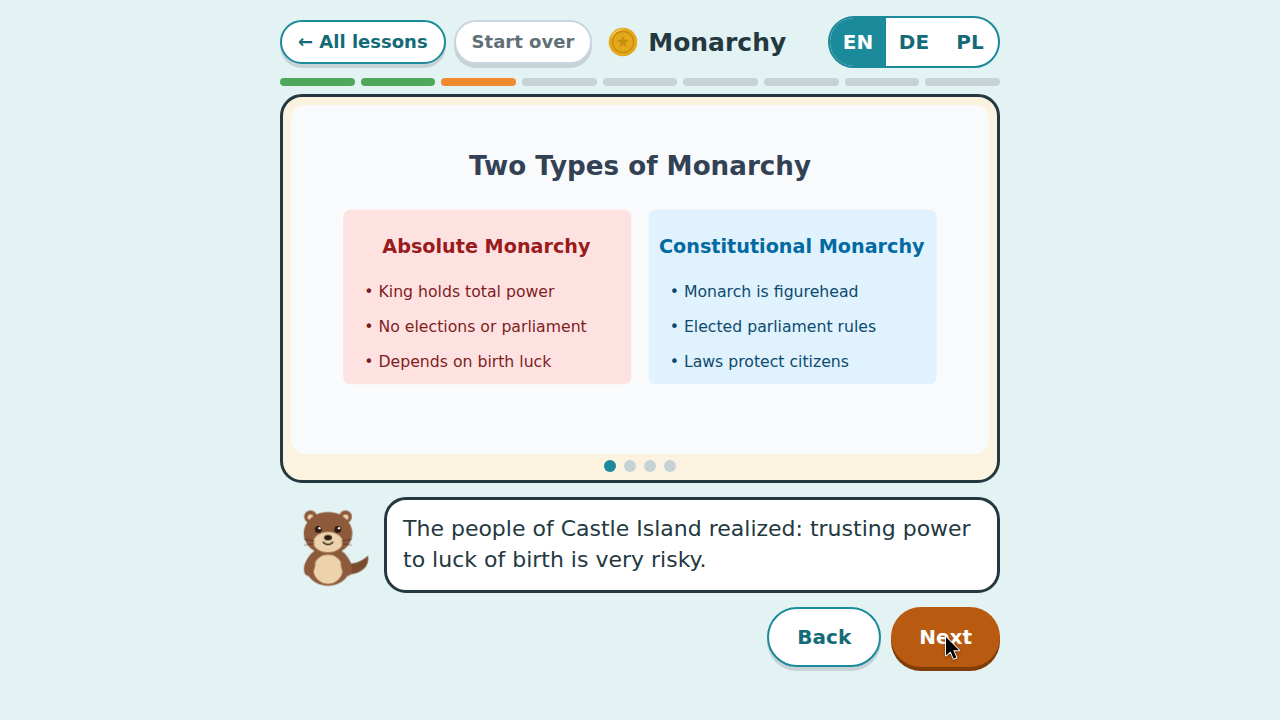 ← All lessons
Start over
Monarchy
EN
DE
PL
Two Types of Monarchy
Absolute Monarchy
• King holds total power
• No elections or parliament
• Depends on birth luck
Constitutional Monarchy
• Monarch is figurehead
• Elected parliament rules
• Laws protect citizens
The people of Castle Island realized: trusting power
to luck of birth is very risky.
Back
Next